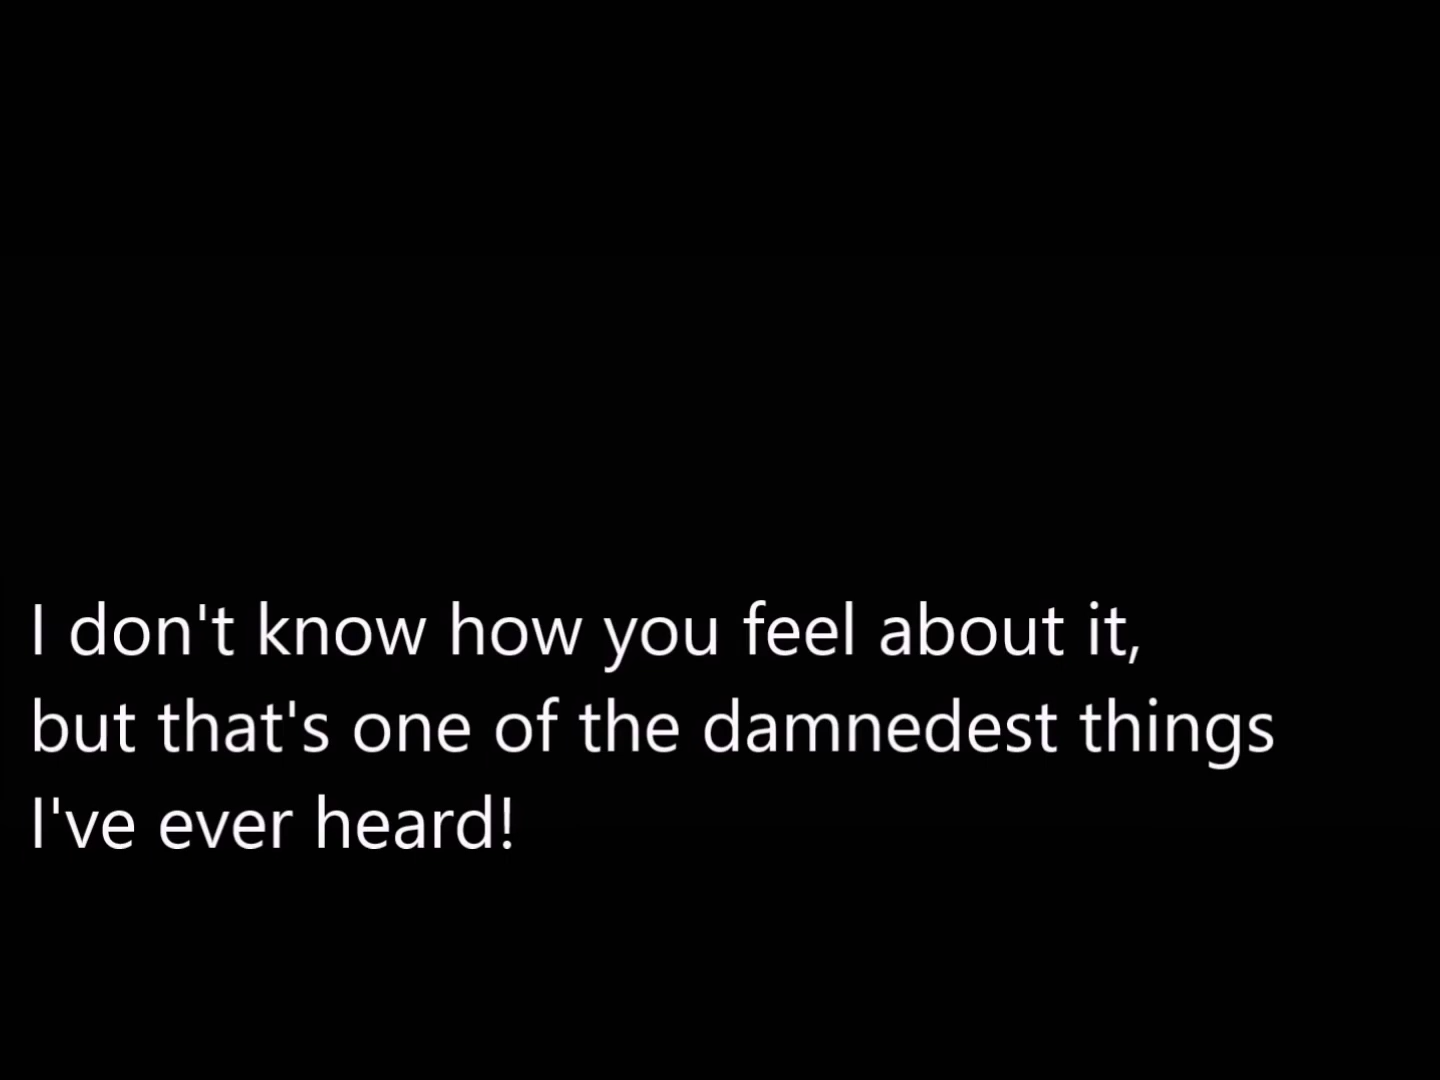 I don't know how you feel about it,
but that's one of the damnedest things
I've ever heard!